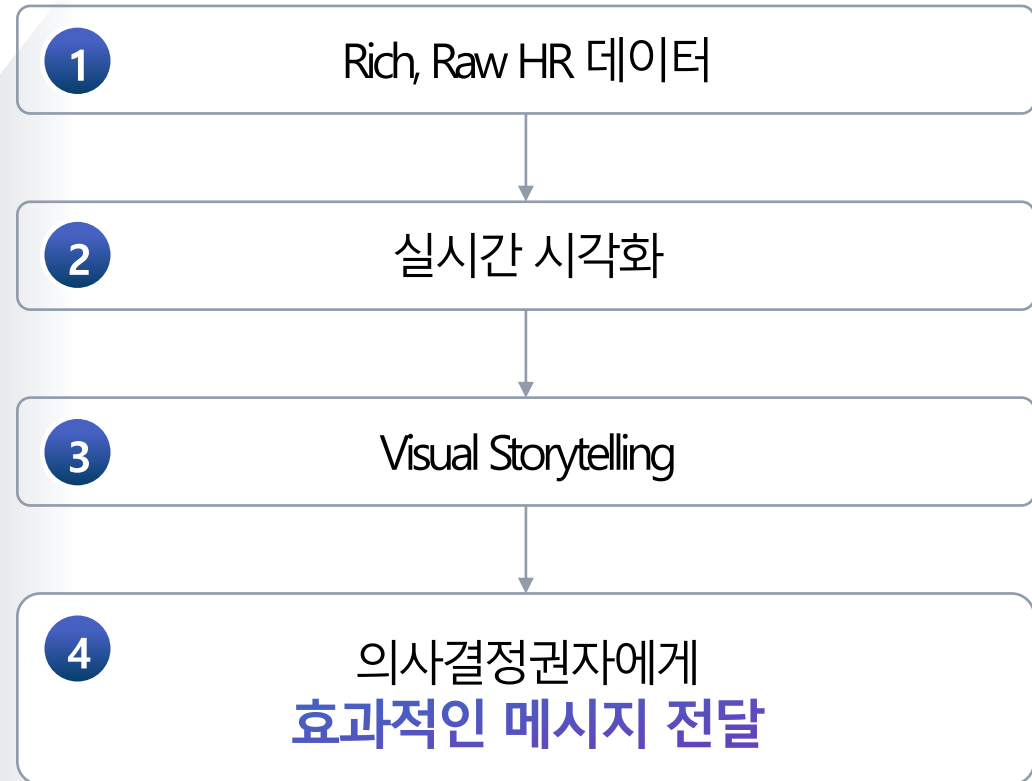 1
Rich, Raw HR 데이터
2
실시간 시각화
3
Visual Storytelling
4
의사결정권자에게
효과적인 메시지 전달